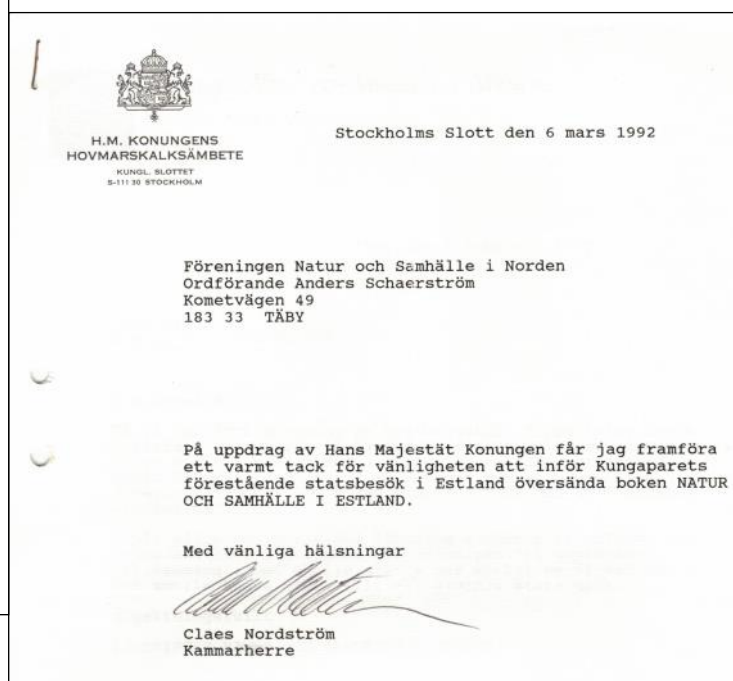 H.M. KONUNGENS
HOVMARSKALKSÄMBETE
KUNGL. SLOTTET
S-111 30 STOCKHOLM
Stockholms Slott den 6 mars 1992
Föreningen Natur och Samhälle i Norden
Ordförande Anders Schaerström
Kometvägen 49
183 33 TÄBY
På uppdrag av Hans Majestät Konungen får jag framföra
ett varmt tack för vänligheten att inför Kungaparets
förestående statsbesök i Estland översända boken NATUR
OCH SAMHÄLLE I ESTLAND.
Med vänliga hälsningar
Claes Nordström
Kammarherre